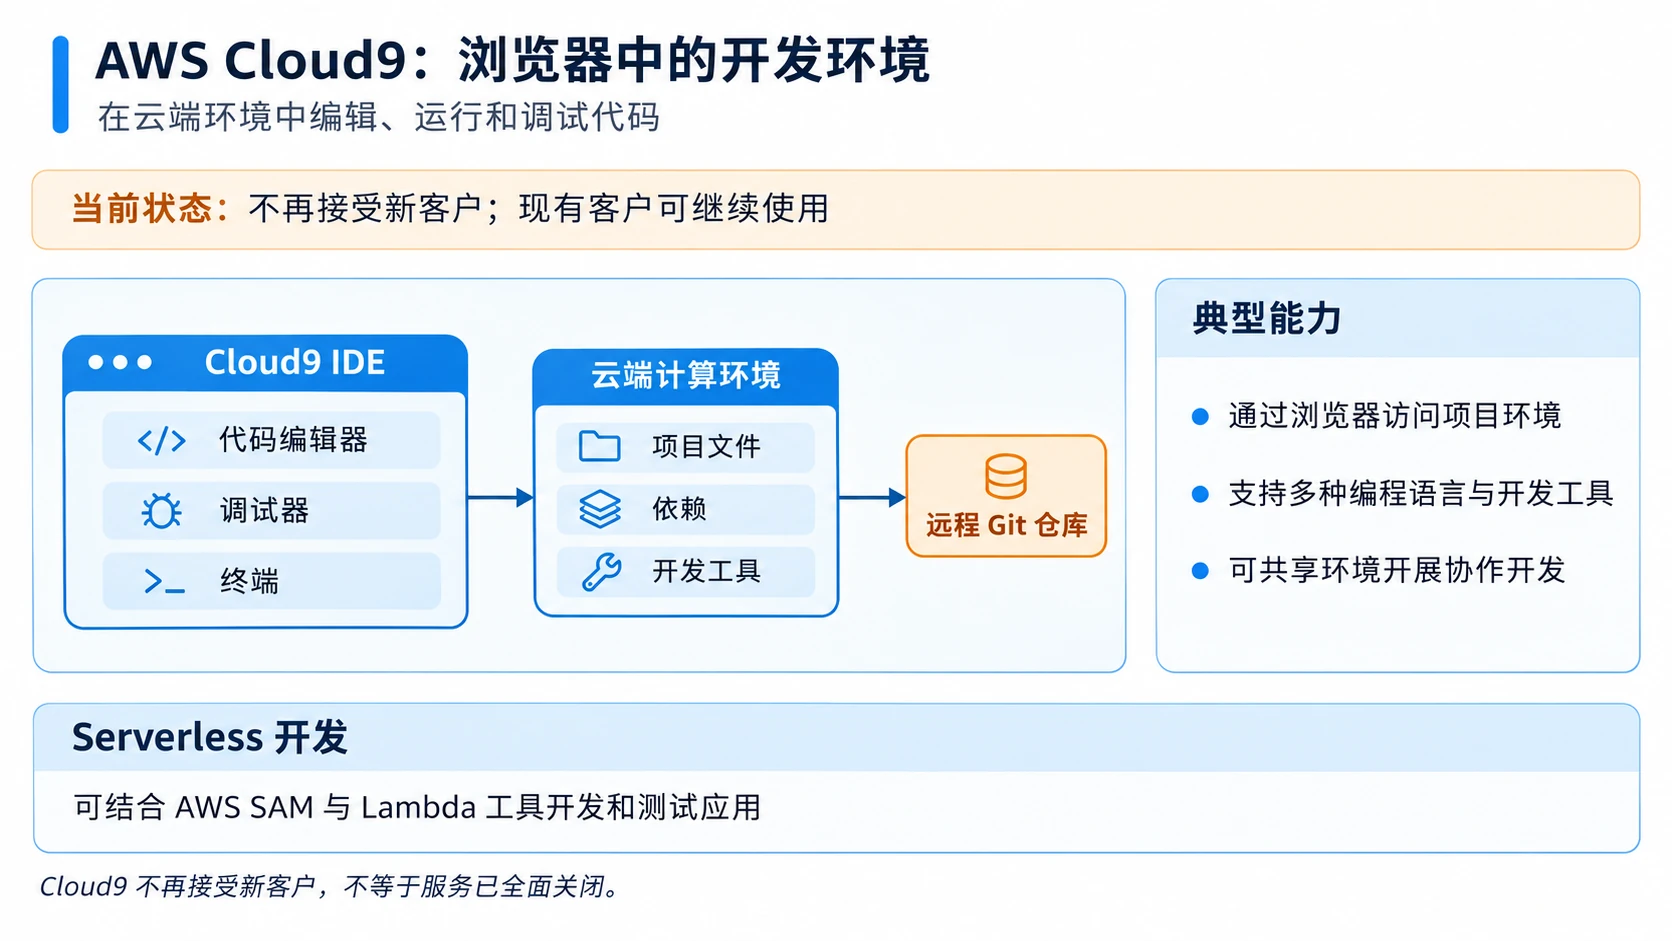 AWS Cloud9：浏览器中的开发环境
在云端环境中编辑、运行和调试代码
当前状态：不再接受新客户；现有客户可继续使用
Cloud9 IDE
代码编辑器
调试器
终端
云端计算环境
项目文件
依赖
开发工具
远程 Git 仓库
典型能力
通过浏览器访问项目环境
支持多种编程语言与开发工具
可共享环境开展协作开发
Serverless 开发
可结合 AWS SAM 与 Lambda 工具开发和测试应用
Cloud9 不再接受新客户，不等于服务已全面关闭。